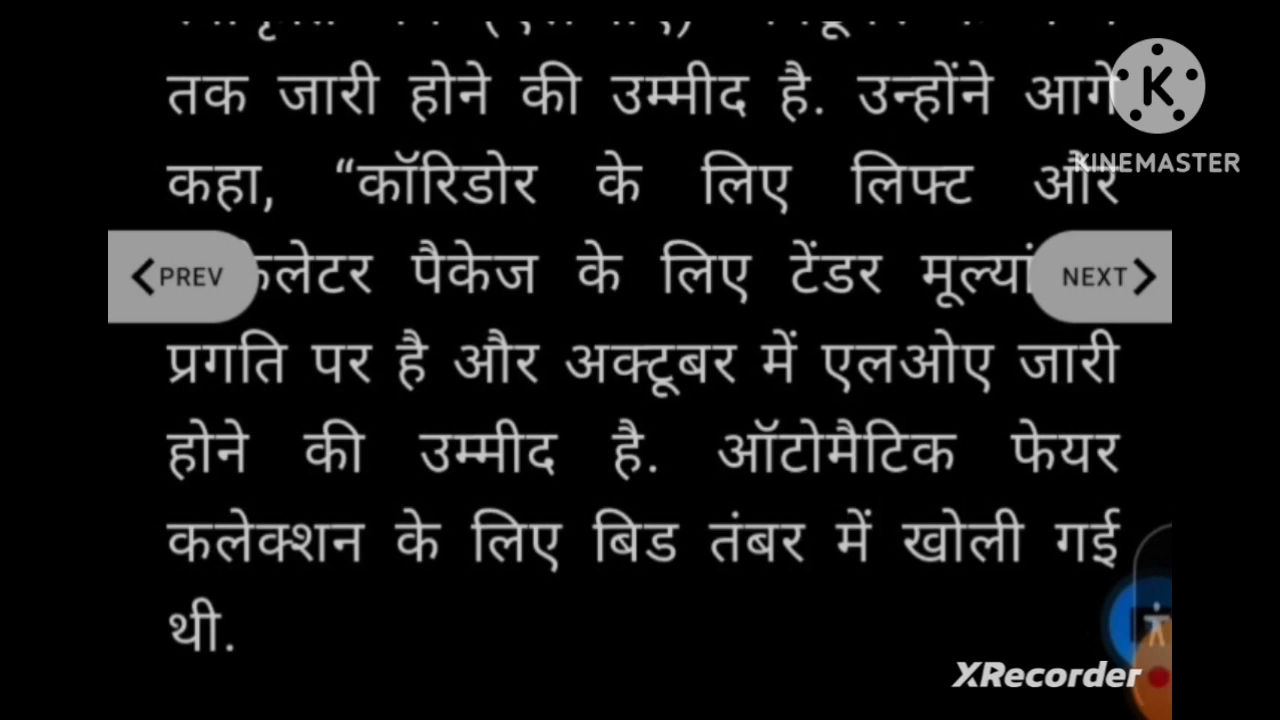 तक जारी होने की उम्मीद है. उन्होंने आगे
KINEMASTER
कहा, “कॉरिडोर के लिए लिफ्ट और
PREV
पैकेज के लिए टेंडर
NEXT
प्रगति पर है और अक्टूबर में एलओए जारी
होने की उम्मीद है. ऑटोमैटिक फेयर
कलेक्शन के लिए बिड तंबर में खोली गई
थी.
XRecorder